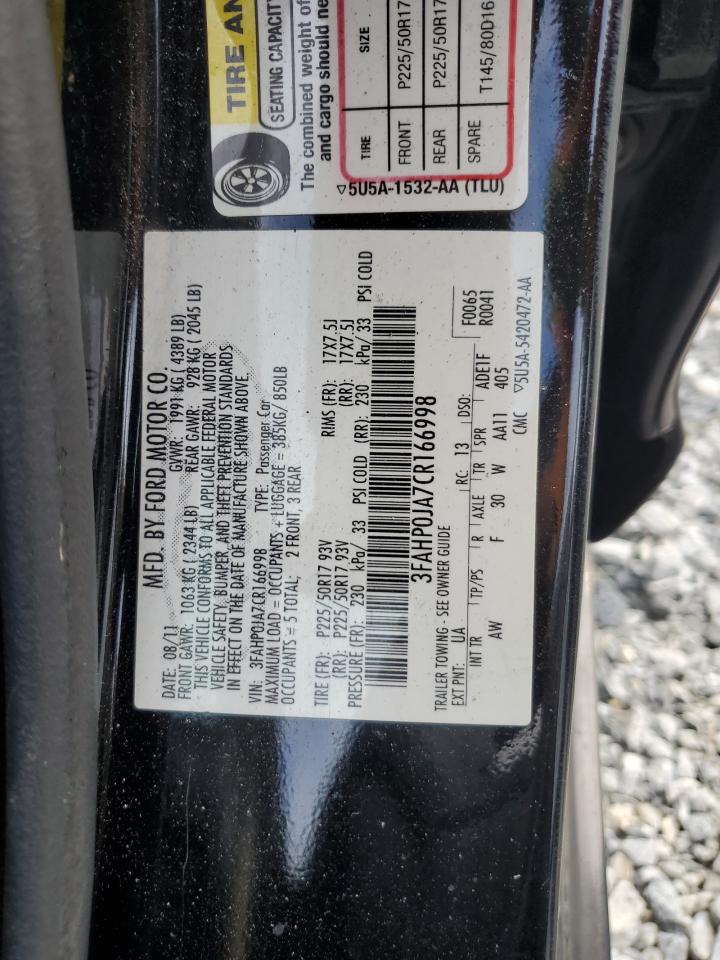 TIRE AN
SEATING CAPACITY
The combined weight of
and cargo should ne
TIRE SIZE
FRONT P225/50R17
REAR P225/50R17
SPARE T145/80D16
▽5U5A-1532-AA (TLU)
MFD. BY FORD MOTOR CO.
DATE: 08/11 GVWR: 1991 KG ( 4389 LB)
FRONT GAWR: 1063 KG ( 2344 LB) REAR GAWR: 928 KG ( 2045 LB)
THIS VEHICLE CONFORMS TO ALL APPLICABLE FEDERAL MOTOR
VEHICLE SAFETY, BUMPER, AND THEFT PREVENTION STANDARDS
IN EFFECT ON THE DATE OF MANUFACTURE SHOWN ABOVE.
VIN: 3FAHP0JA7CR166998 TYPE: Passenger Car
MAXIMUM LOAD = OCCUPANTS + LUGGAGE = 385KG/ 850LB
OCCUPANTS = 5 TOTAL; 2 FRONT, 3 REAR
TIRE (FR): P225/50R17 93V RIMS (FR): 17X7.5J
(RR): P225/50R17 93V (RR): 17X7.5J
PRESSURE (FR): 230 kPa/ 33 PSI COLD (RR): 230 kPa/ 33 PSI COLD
3FAHP0JA7CR166998
TRAILER TOWING - SEE OWNER GUIDE
F0065
EXT PNT: UA RC: 13 DSO: R0041
INT TR TP/PS R AXLE TR SPR ADE1F
AW F 30 W AA11 405
CMC ▽5U5A-5420472-AA